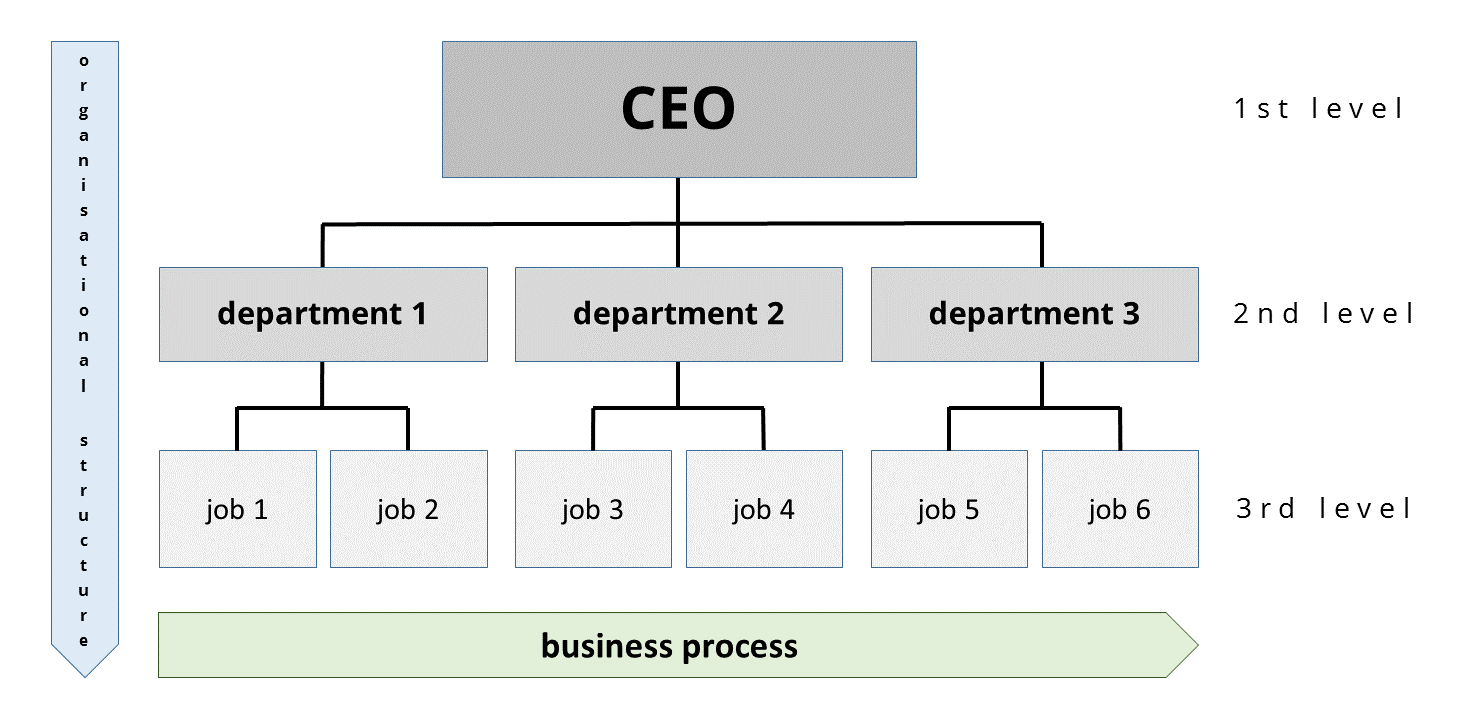 organisational structure
CEO
1st level
department 1
department 2
department 3
2nd level
job 1
job 2
job 3
job 4
job 5
job 6
3rd level
business process